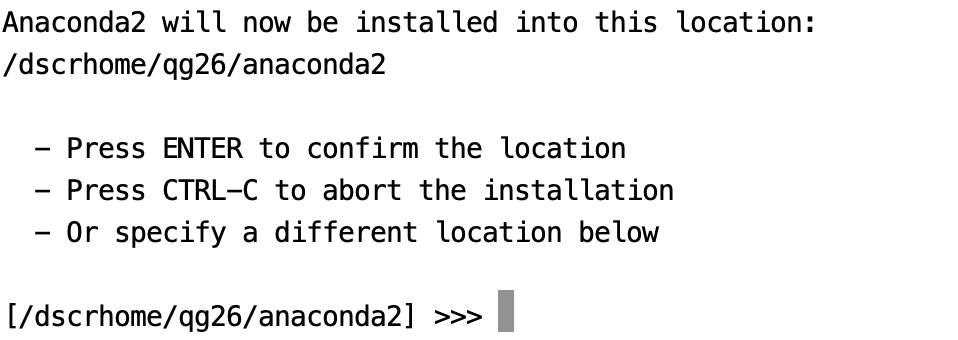 Anaconda2 will now be installed into this location:
/dscrhome/qg26/anaconda2
- Press ENTER to confirm the location
- Press CTRL-C to abort the installation
- Or specify a different location below
[/dscrhome/qg26/anaconda2] >>>